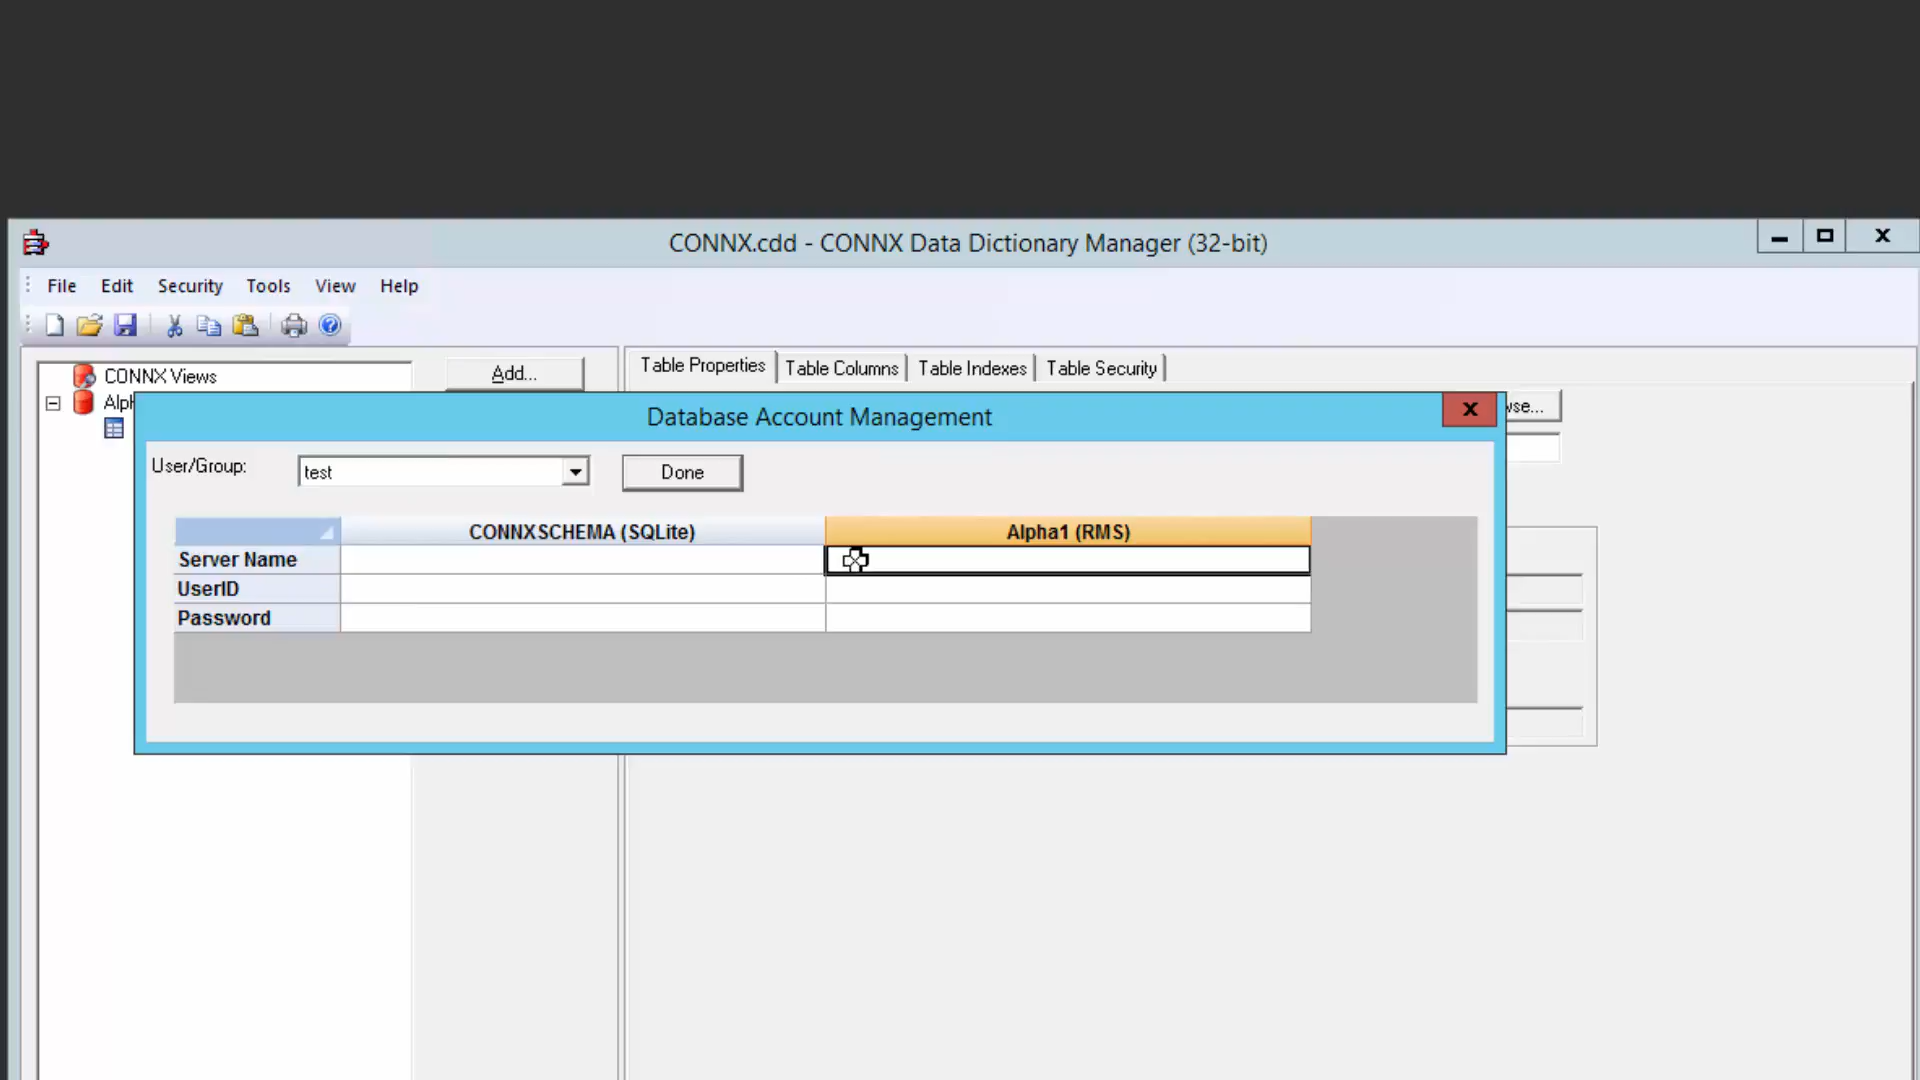 CONNX.cdd - CONNX Data Dictionary Manager (32-bit)
File Edit Security Tools View Help
CONNX Views
Add...
Table Properties Table Columns Table Indexes Table Security
Database Account Management
User/Group: test Done
CONNXSCHEMA (SQLite) Alpha1 (RMS)
Server Name
UserID
Password